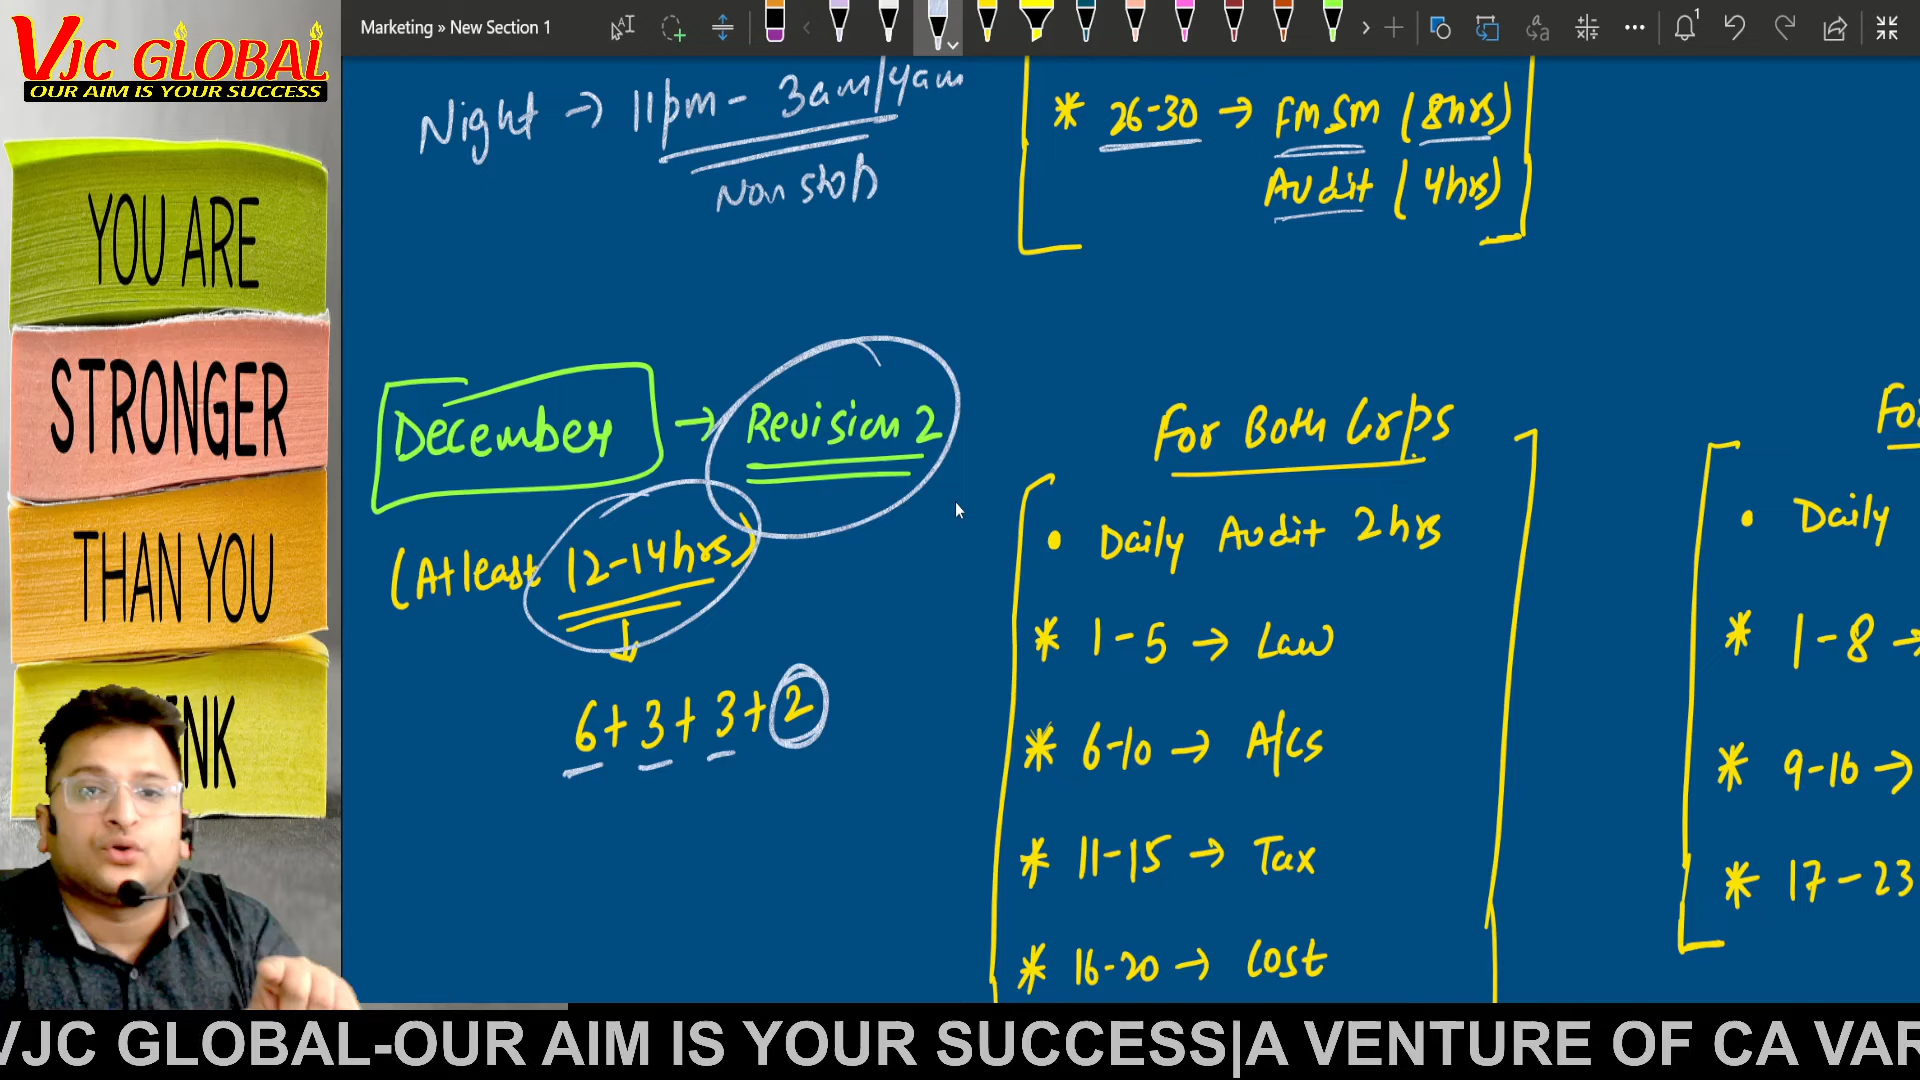 VJC GLOBAL
OUR AIM IS YOUR SUCCESS
YOU ARE
STRONGER
THAN YOU
Marketing » New Section 1
Night → 11pm - 3am/4am
Non stop
* 26-30 → FMSM (8hrs)
Audit (4hrs)
December → Revision 2
(Atleast 12-14hrs)
6+3+3+2
For Both Grps
• Daily Audit 2hrs
* 1-5 → Law
* 6-10 → A/cs
* 11-15 → Tax
* 16-20 → Cost
• Daily
* 1-8 →
* 9-16 →
* 17-23
VJC GLOBAL-OUR AIM IS YOUR SUCCESS|A VENTURE OF CA VAR